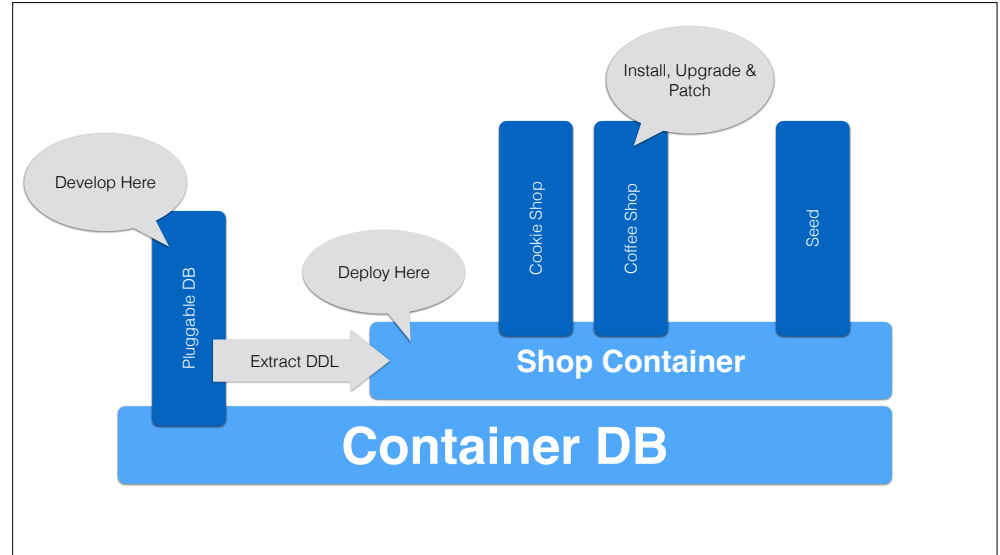 Install, Upgrade &
Patch
Develop Here
Cookie Shop
Coffee Shop
Seed
Deploy Here
Pluggable DB
Extract DDL
Shop Container
Container DB